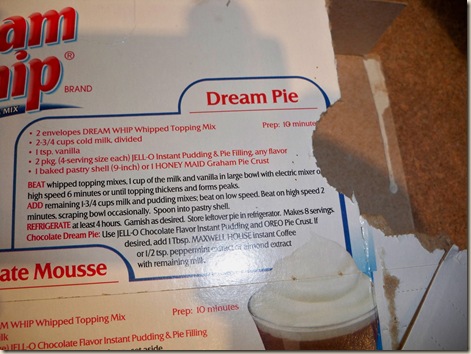 am
hip®
BRAND
MIX
Dream Pie
• 2 envelopes DREAM WHIP Whipped Topping Mix
Prep: 10 minutes
• 2-3/4 cups cold milk, divided
• 1 tsp. vanilla
• 2 pkg. (4-serving size each) JELL-O Instant Pudding & Pie Filling, any flavor
• 1 baked pastry shell (9-inch) or 1 HONEY MAID Graham Pie Crust
BEAT whipped topping mixes, 1 cup of the milk and vanilla in large bowl with electric mixer o
high speed 6 minutes or until topping thickens and forms peaks.
ADD remaining 1-3/4 cups milk and pudding mixes; beat on low speed. Beat on high speed 2
minutes, scraping bowl occasionally. Spoon into pastry shell.
REFRIGERATE at least 4 hours. Garnish as desired. Store leftover pie in refrigerator. Makes 8 servings.
Chocolate Dream Pie: Use JELL-O Chocolate Flavor Instant Pudding and OREO Pie Crust. If
desired, add 1 Tbsp. MAXWELL HOUSE Instant Coffee
or 1/2 tsp. peppermint extract or almond extract
with remaining milk.
ate Mousse
AM WHIP Whipped Topping Mix
Prep: 10 minutes
ilk
e) JELL-O Chocolate Flavor Instant Pudding & Pie Filling